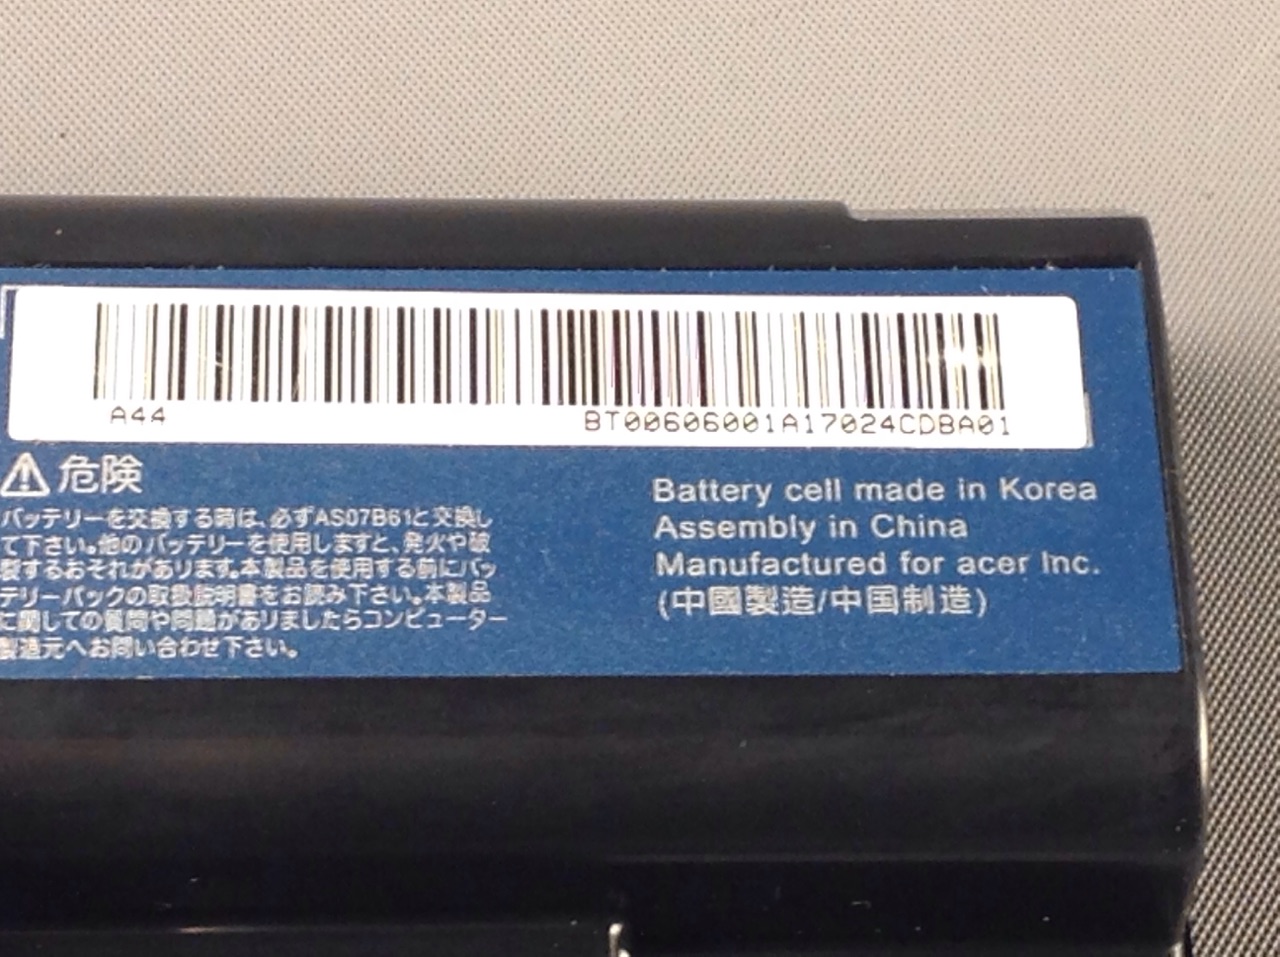 A44
BT00606001A17024CDBA01
危険
バッテリーを交換する時は、必ずAS07B61と交換し
て下さい。他のバッテリーを使用しますと、発火や破
裂するおそれがあります。本製品を使用する前にバッ
テリーパックの取扱説明書をお読み下さい。本製品
に関しての質問や問題がありましたらコンピューター
製造元へお問い合わせ下さい。
Battery cell made in Korea
Assembly in China
Manufactured for acer Inc.
(中國製造/中国制造)